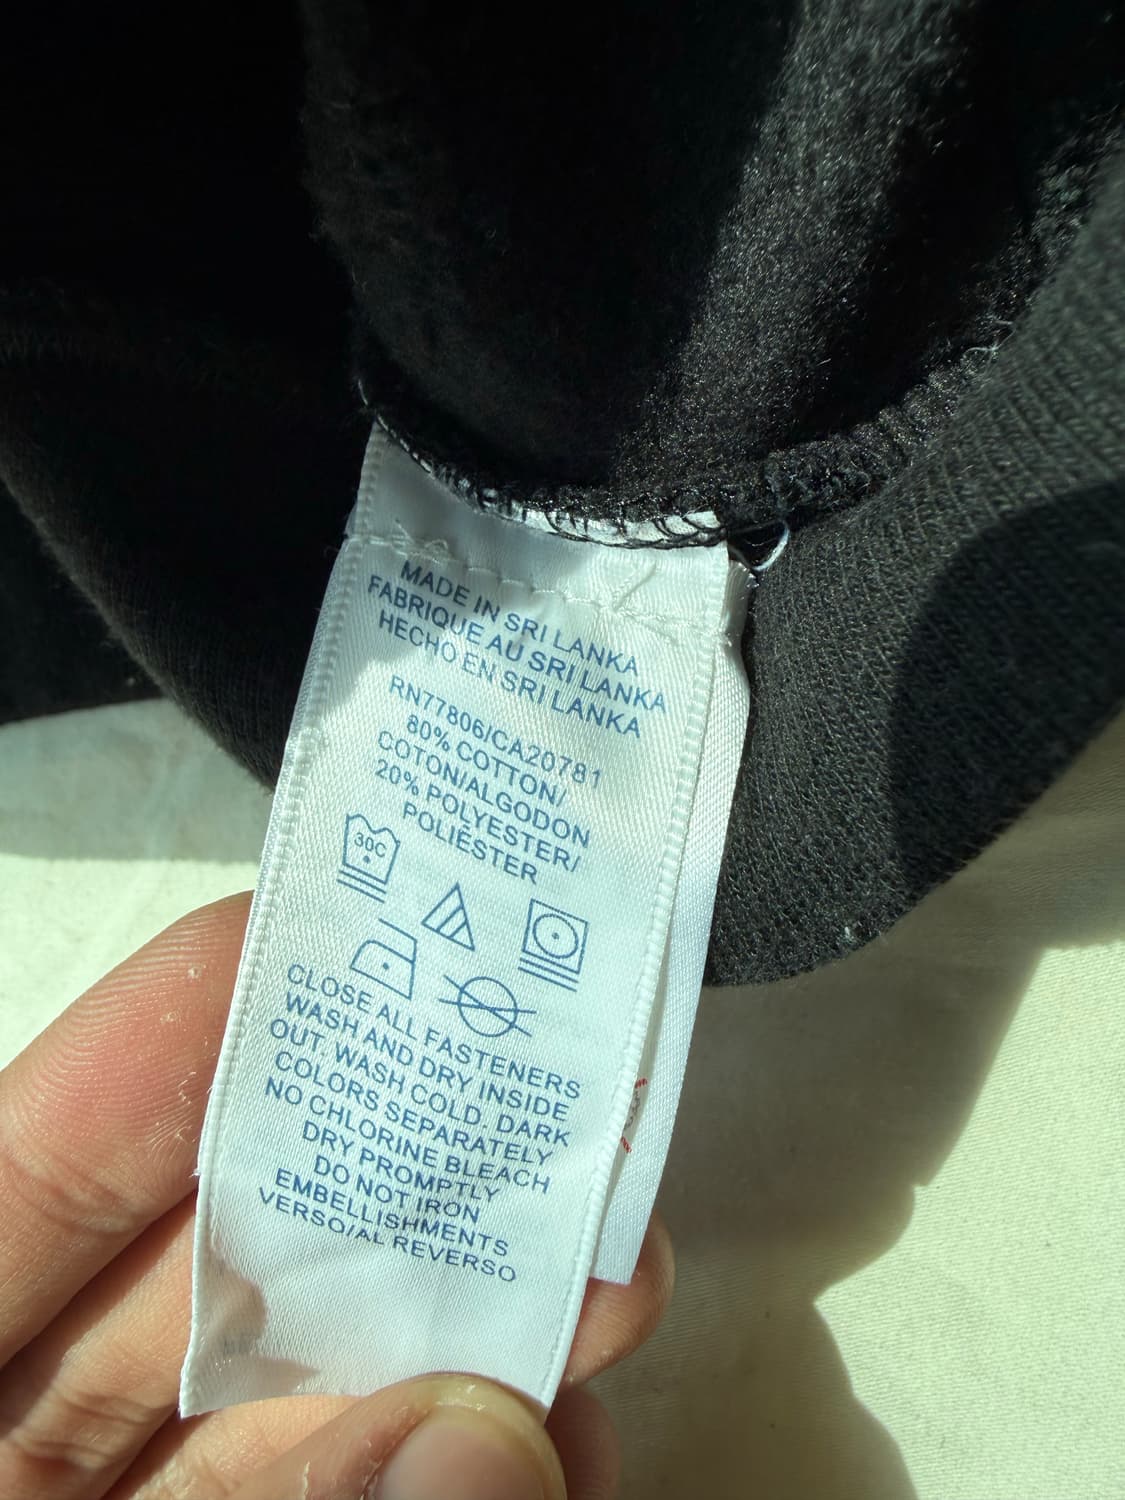 MADE IN SRI LANKA
FABRIQUE AU SRI LANKA
HECHO EN SRI LANKA
RN77806/CA20781
80% COTTON/
COTON/ALGODON
20% POLYESTER/
POLIÉSTER
30C
CLOSE ALL FASTENERS
WASH AND DRY INSIDE
OUT. WASH COLD. DARK
COLORS SEPARATELY
NO CHLORINE BLEACH
DRY PROMPTLY
DO NOT IRON
EMBELLISHMENTS
VERSO/AL REVERSO